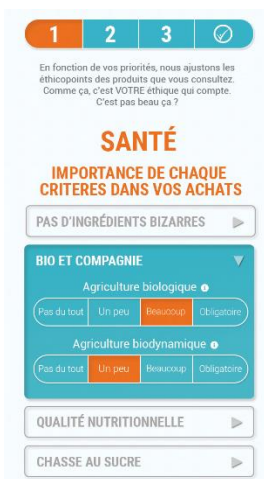 1 2 3
En fonction de vos priorités, nous ajustons les
éthicopoints des produits que vous consultez.
Comme ça, c'est VOTRE éthique qui compte.
C'est pas beau ça ?
SANTÉ
IMPORTANCE DE CHAQUE
CRITERES DANS VOS ACHATS
PAS D'INGRÉDIENTS BIZARRES
BIO ET COMPAGNIE
Agriculture biologique
Pas du tout Un peu Beaucoup Obligatoire
Agriculture biodynamique
Pas du tout Un peu Beaucoup Obligatoire
QUALITÉ NUTRITIONNELLE
CHASSE AU SUCRE